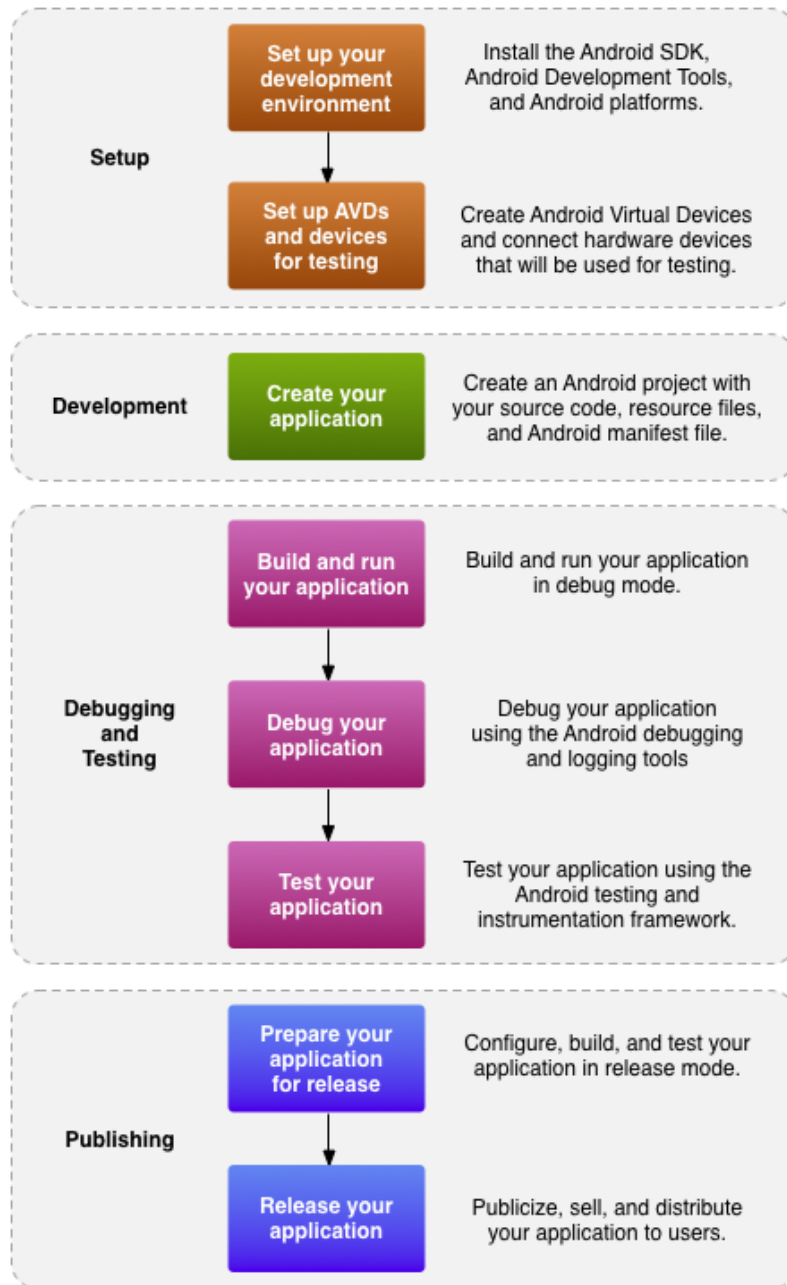 Setup
Set up your
development
environment
Install the Android SDK,
Android Development Tools,
and Android platforms.
Set up AVDs
and devices
for testing
Create Android Virtual Devices
and connect hardware devices
that will be used for testing.
Development
Create your
application
Create an Android project with
your source code, resource files,
and Android manifest file.
Debugging
and
Testing
Build and run
your application
Build and run your application
in debug mode.
Debug your
application
Debug your application
using the Android debugging
and logging tools
Test your
application
Test your application using the
Android testing and
instrumentation framework.
Publishing
Prepare your
application
for release
Configure, build, and test your
application in release mode.
Release your
application
Publicize, sell, and distribute
your application to users.